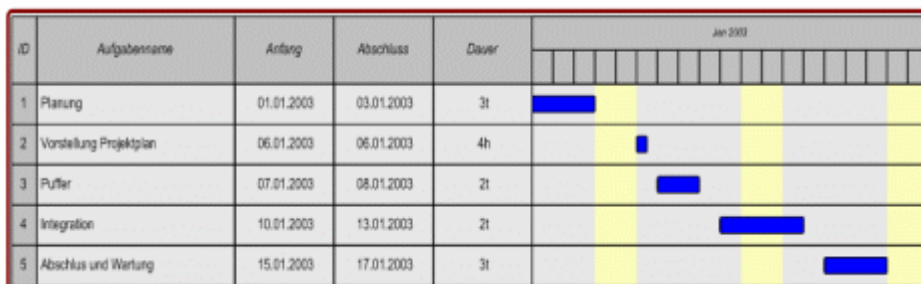 ID Aufgabenname Anfang Abschluss Dauer Jan 2003
1 Planung 01.01.2003 03.01.2003 3t
2 Vorstellung Projektplan 06.01.2003 06.01.2003 4h
3 Puffer 07.01.2003 08.01.2003 2t
4 Integration 10.01.2003 13.01.2003 2t
5 Abschlus und Wartung 15.01.2003 17.01.2003 3t